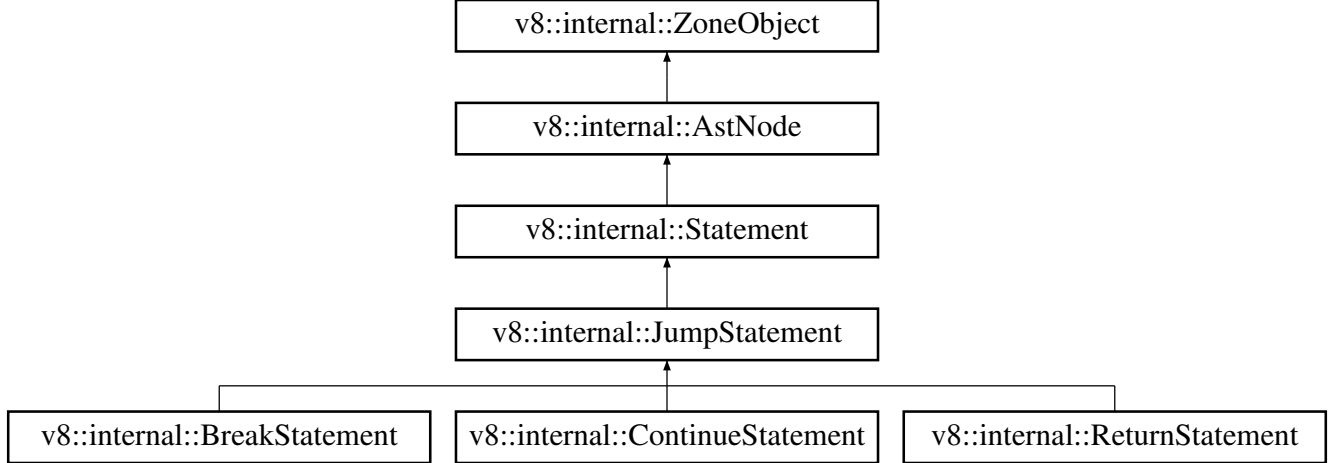 v8::internal::ZoneObject
v8::internal::AstNode
v8::internal::Statement
v8::internal::JumpStatement
v8::internal::BreakStatement
v8::internal::ContinueStatement
v8::internal::ReturnStatement